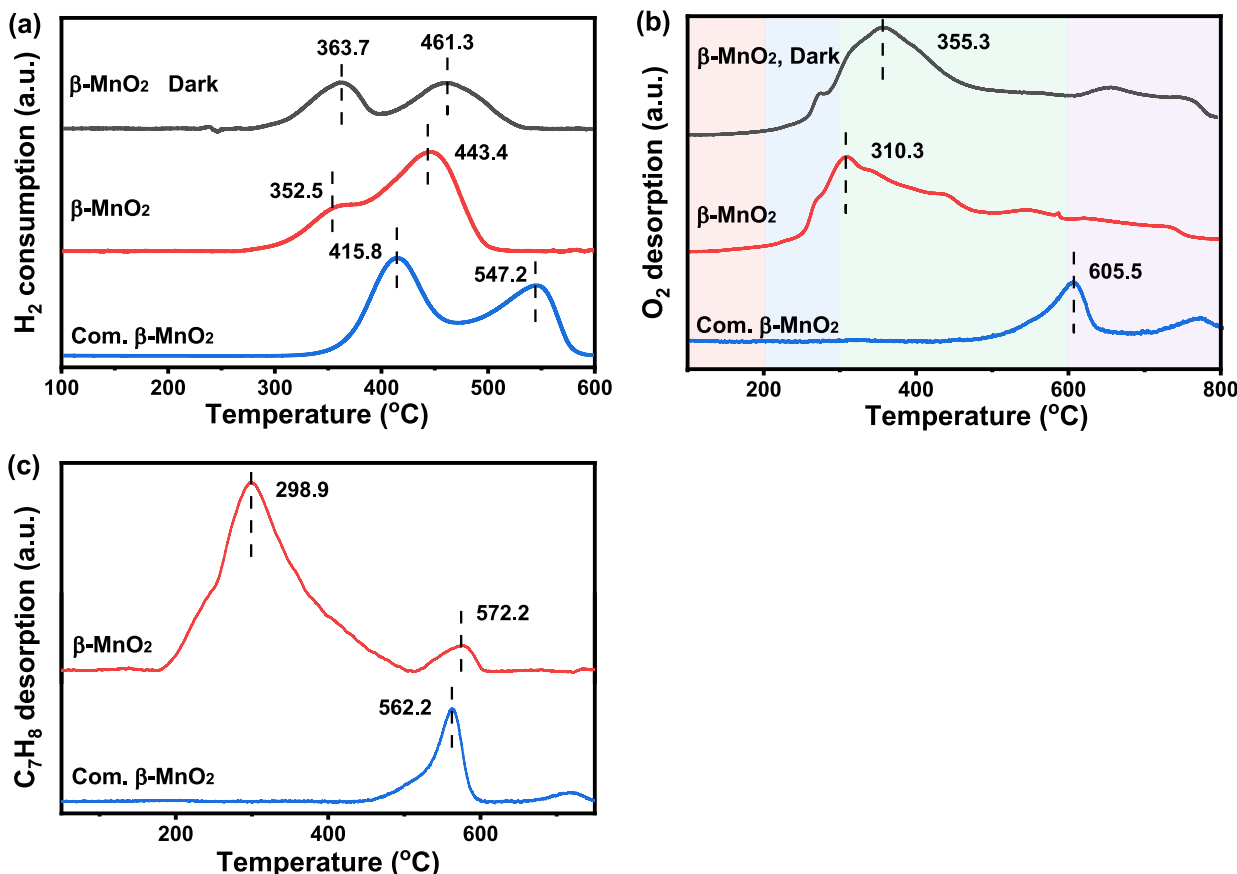 (a)
363.7
461.3
β-MnO₂ Dark
443.4
352.5
β-MnO₂
415.8
547.2
Com. β-MnO₂
H₂ consumption (a.u.)
100 200 300 400 500 600
Temperature (°C)
(b)
β-MnO₂, Dark
355.3
310.3
β-MnO₂
605.5
Com. β-MnO₂
O₂ desorption (a.u.)
200 400 600 800
Temperature (°C)
(c)
298.9
572.2
β-MnO₂
562.2
Com. β-MnO₂
C₇H₈ desorption (a.u.)
200 400 600
Temperature (°C)